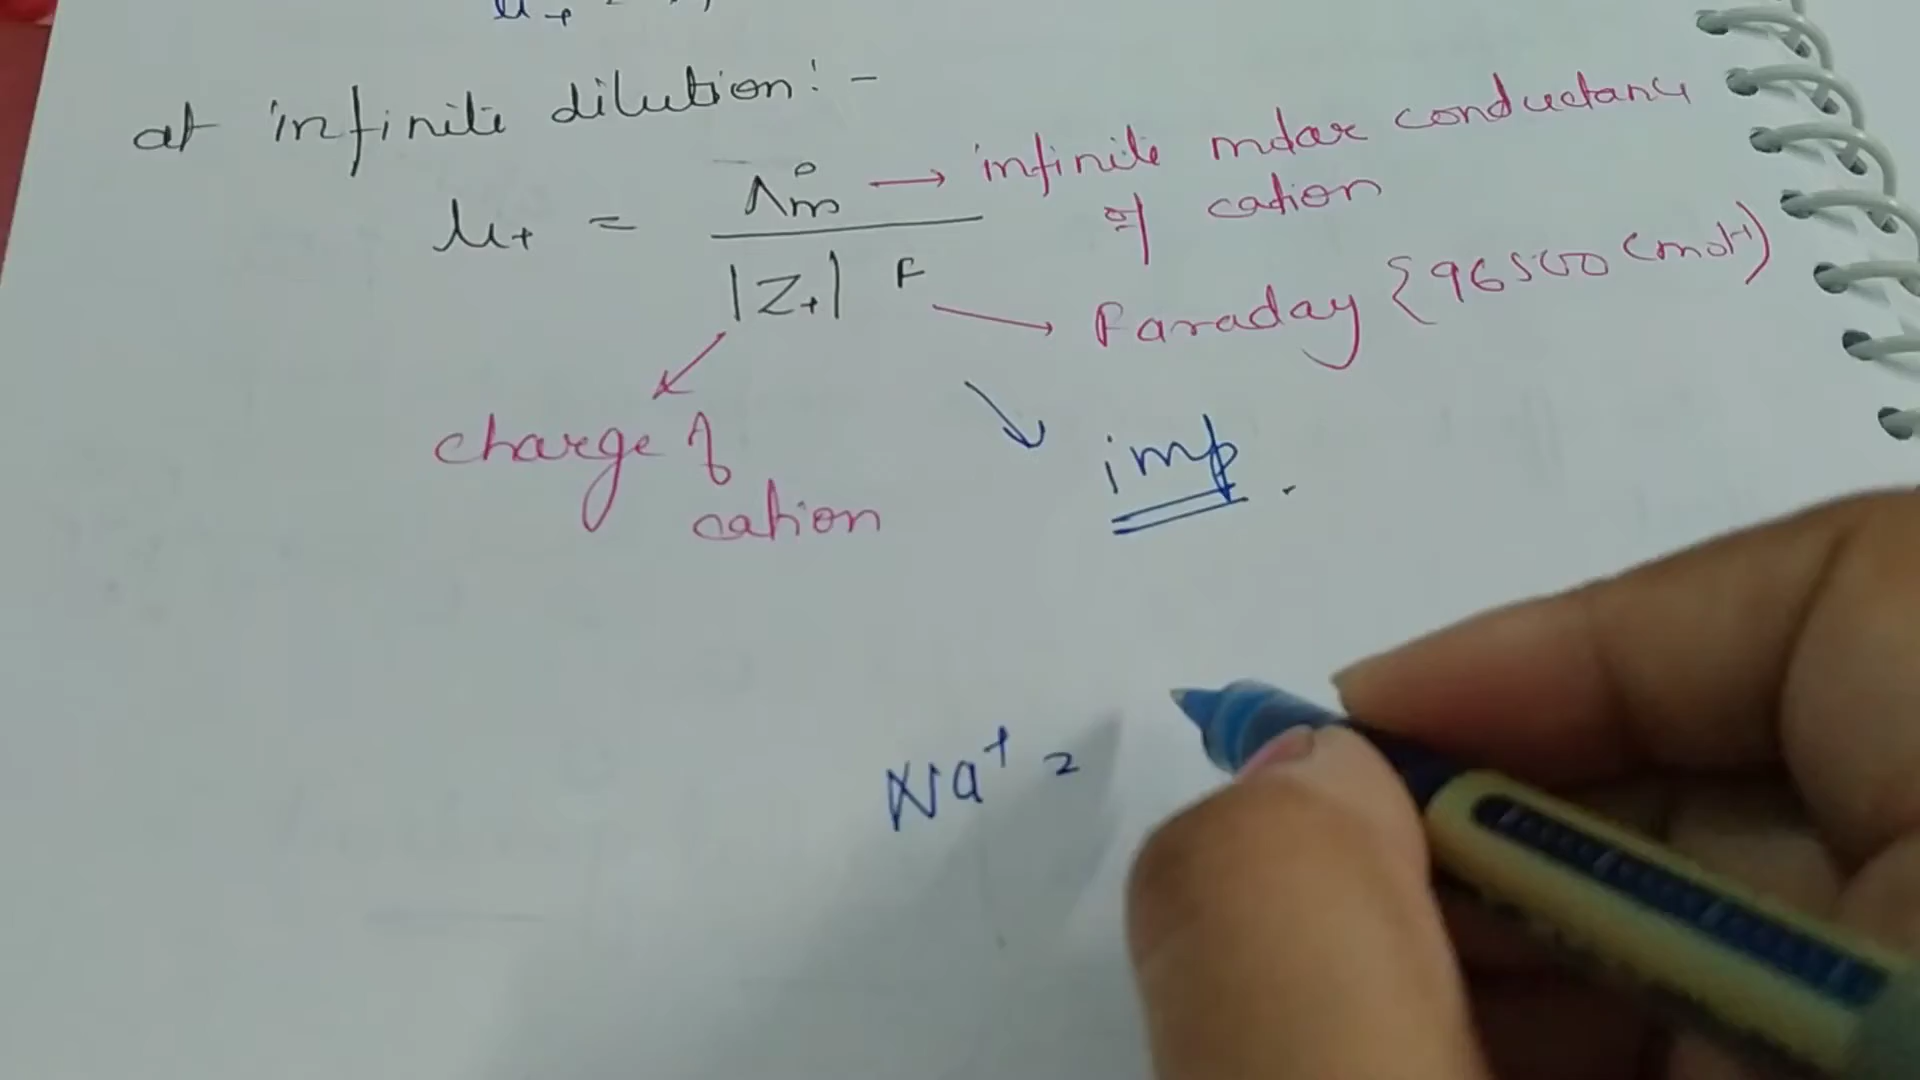 at infinite dilution:-
μ+ = Λ°m / |Z+| F
→ infinite molar conductance
of cation
Faraday {96500 C mol-1)
charge of
cation
imp.
Na+ =